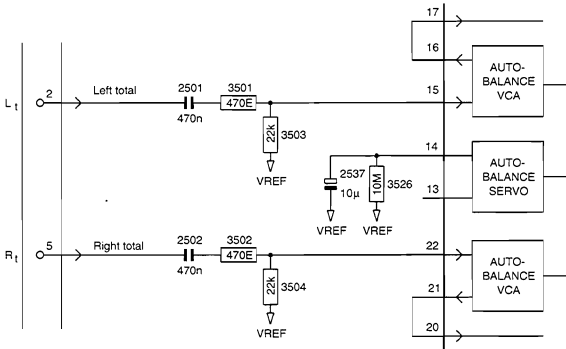 17
16
AUTO-
BALANCE
VCA
2
Left total
2501
3501
15
L t
470E
470n
22k
3503
VREF
14
AUTO-
BALANCE
SERVO
2537
10µ
10M
3526
13
VREF
VREF
5
Right total
2502
3502
22
R t
470E
470n
AUTO-
BALANCE
VCA
22k
3504
21
VREF
20